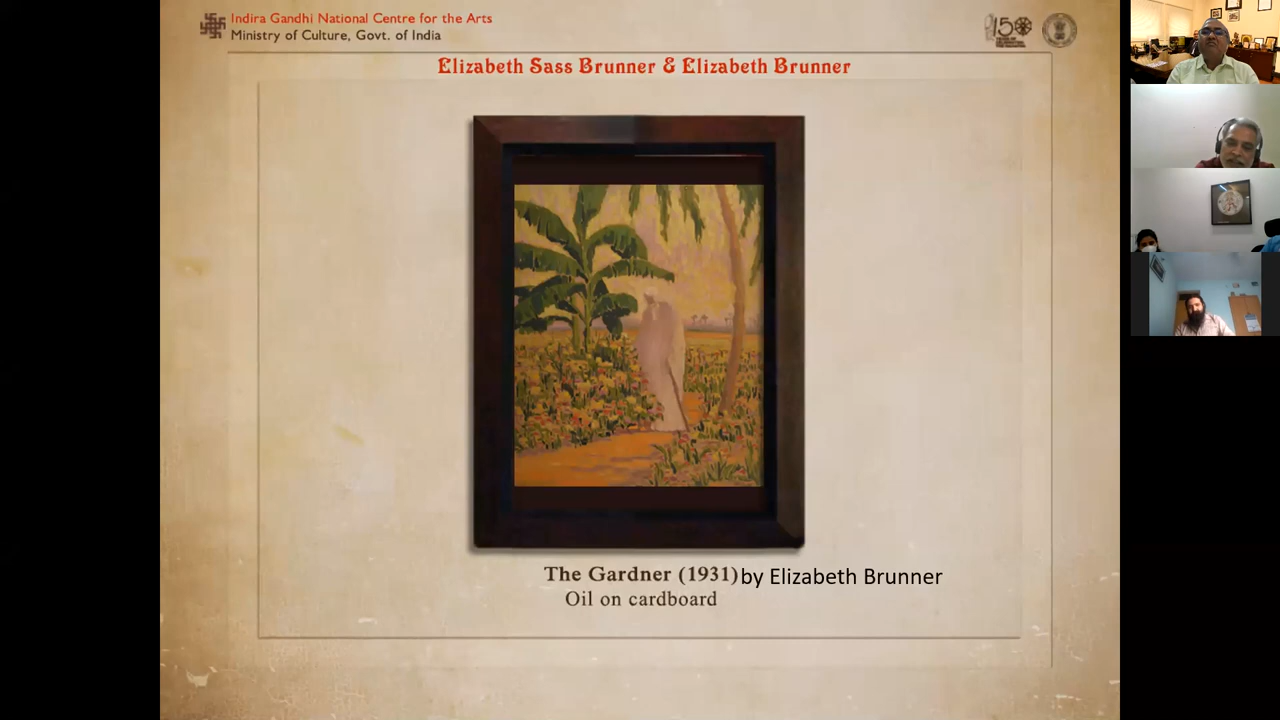 Indira Gandhi National Centre for the Arts
Ministry of Culture, Govt. of India
150
Elizabeth Sass Brunner & Elizabeth Brunner
The Gardner (1931) by Elizabeth Brunner
Oil on cardboard